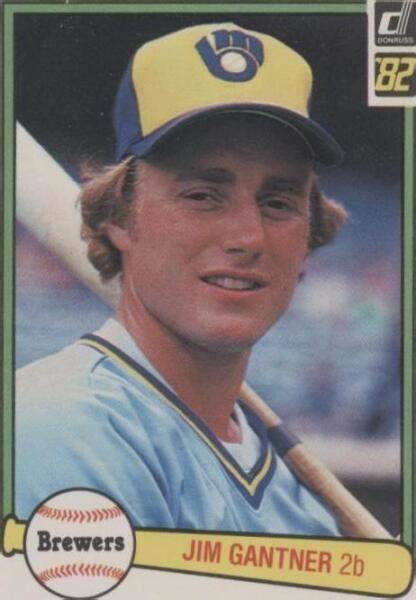 DONRUSS
'82
Brewers
JIM GANTNER 2b